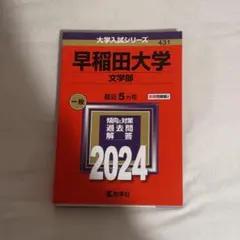 大学入試シリーズ
431
早稲田大学
文学部
最近5カ年
一般
傾向と対策
過去問
解答
2024
教学社